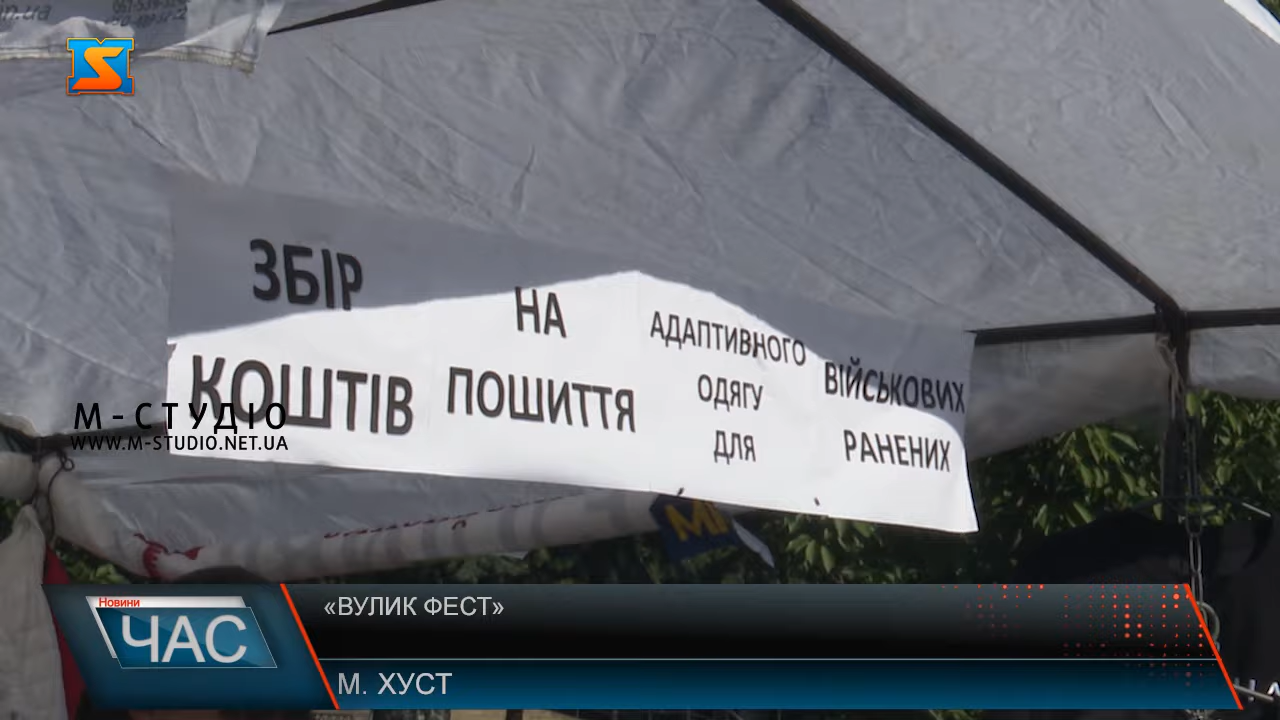 ЗБІР
КОШТІВ
НА
ПОШИТТЯ
АДАПТИВНОГО
ОДЯГУ
ДЛЯ
ВІЙСЬКОВИХ
РАНЕНИХ
М-СТУДІО
WWW.M-STUDIO.NET.UA
Новини
ЧАС
«ВУЛИК ФЕСТ»
М. ХУСТ